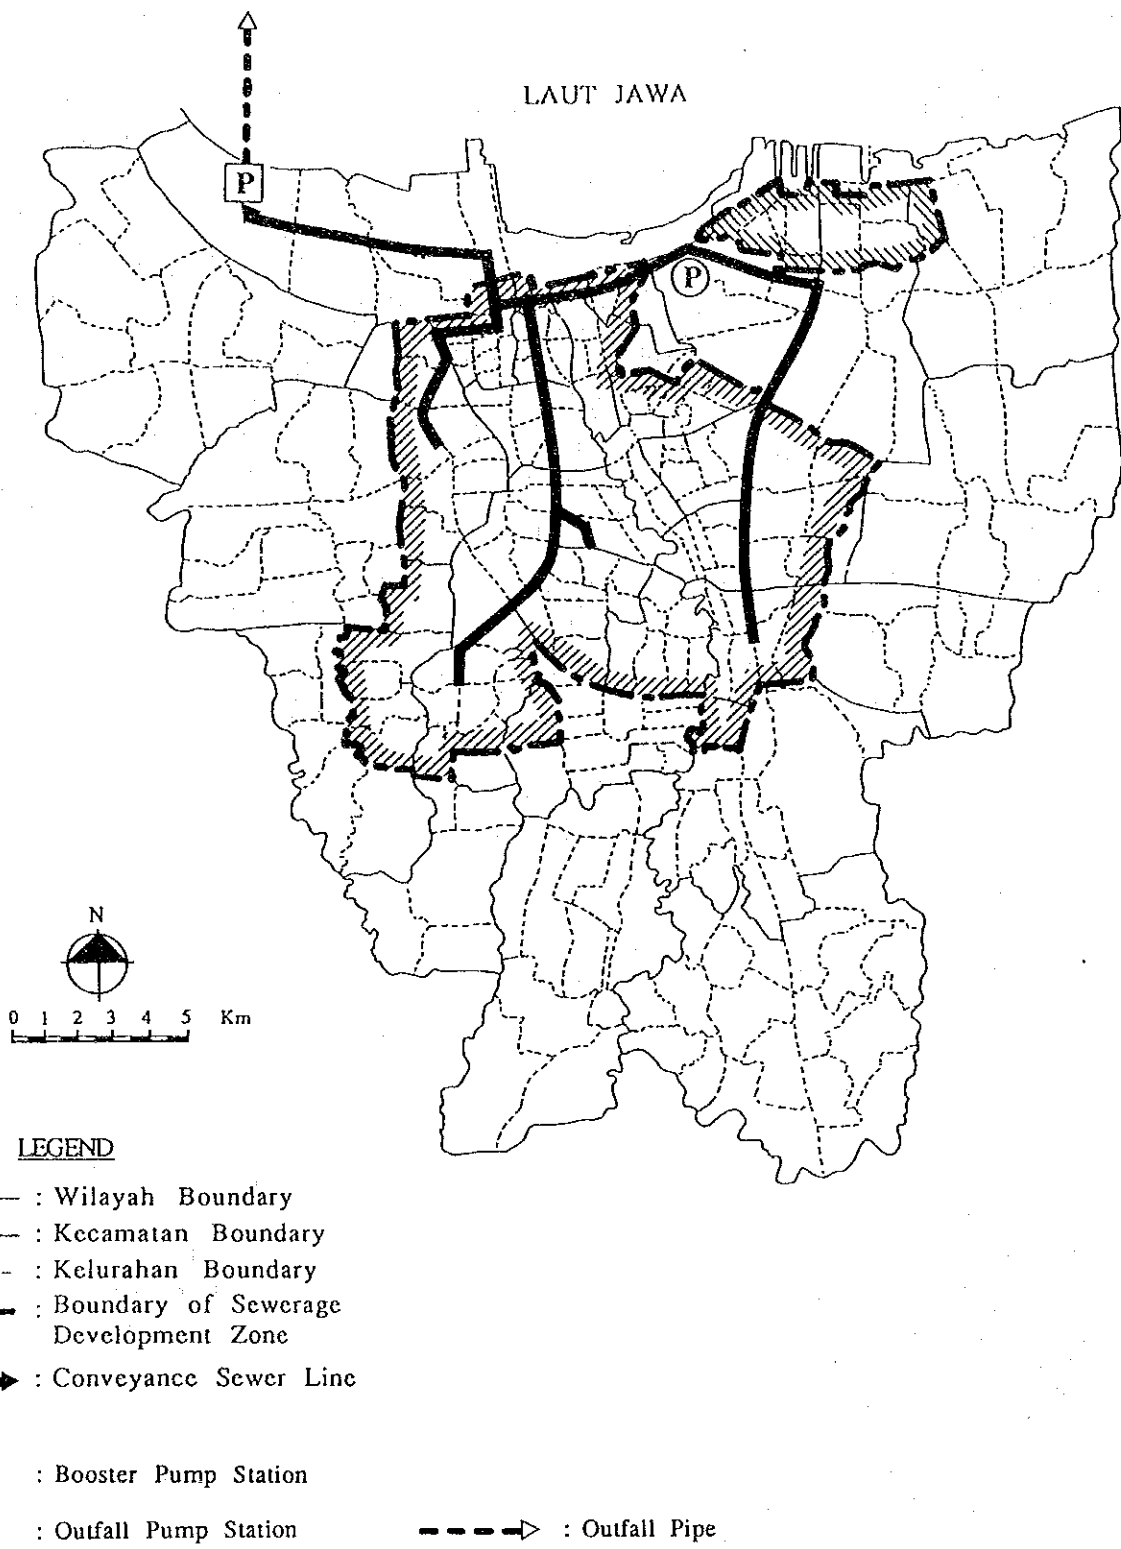 LAUT JAWA
P
P
N
0 1 2 3 4 5 Km
LEGEND
: Wilayah Boundary
: Kecamatan Boundary
: Kelurahan Boundary
: Boundary of Sewerage
Development Zone
: Conveyance Sewer Line
: Booster Pump Station
: Outfall Pump Station
: Outfall Pipe